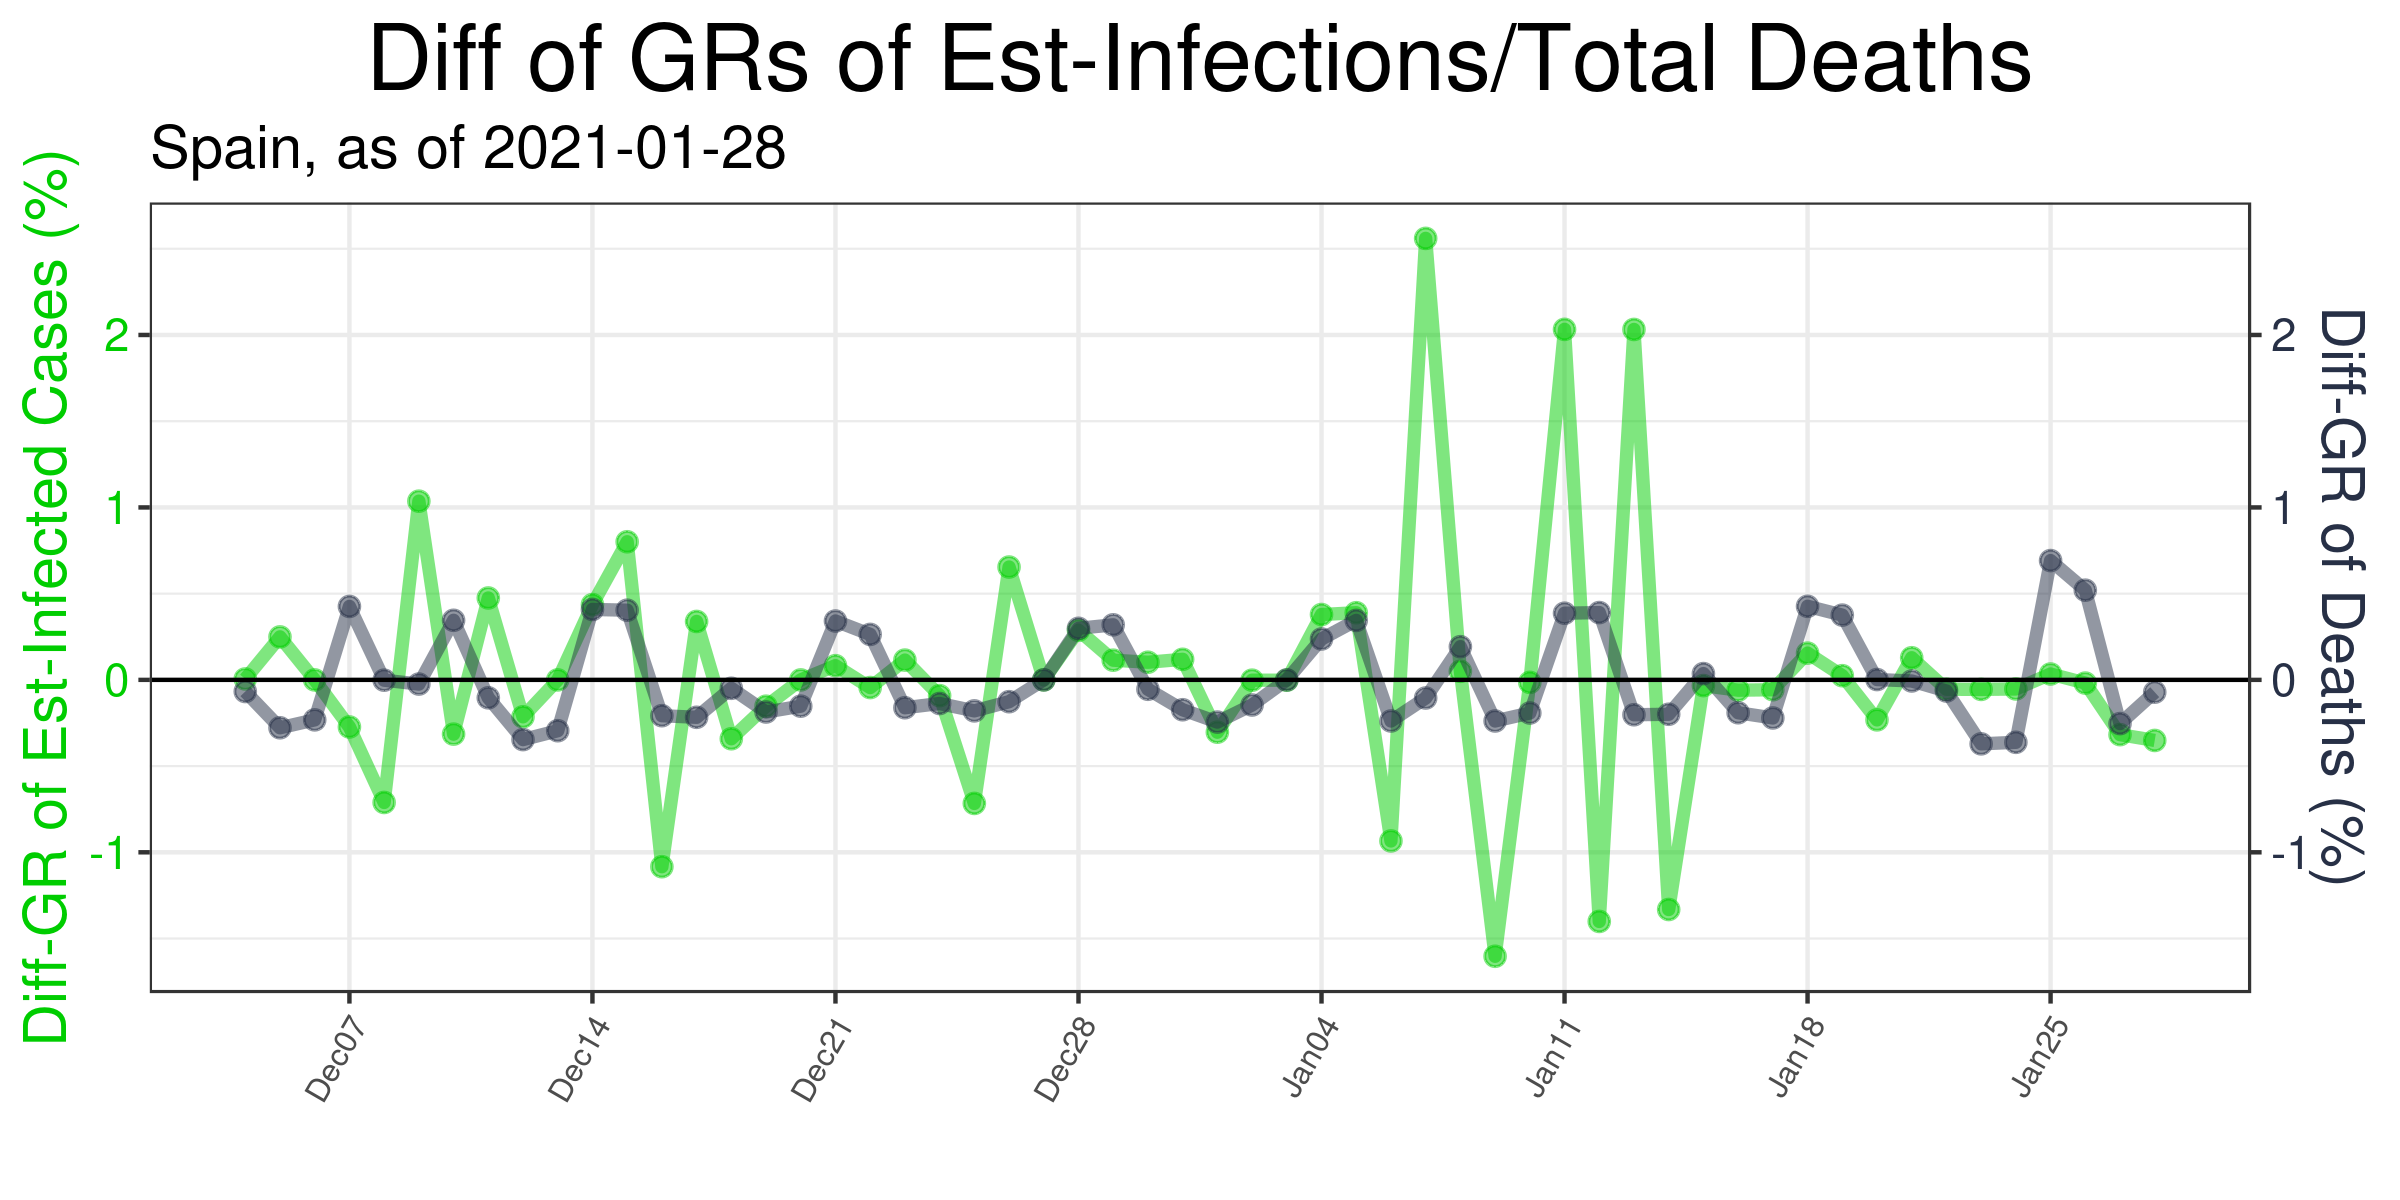 Diff of GRs of Est-Infections/Total Deaths
Spain, as of 2021-01-28
Diff-GR of Est-Infected Cases (%)
2
1
0
-1
2
1
0
-1
Diff-GR of Deaths (%)
Dec07
Dec14
Dec21
Dec28
Jan04
Jan11
Jan18
Jan25